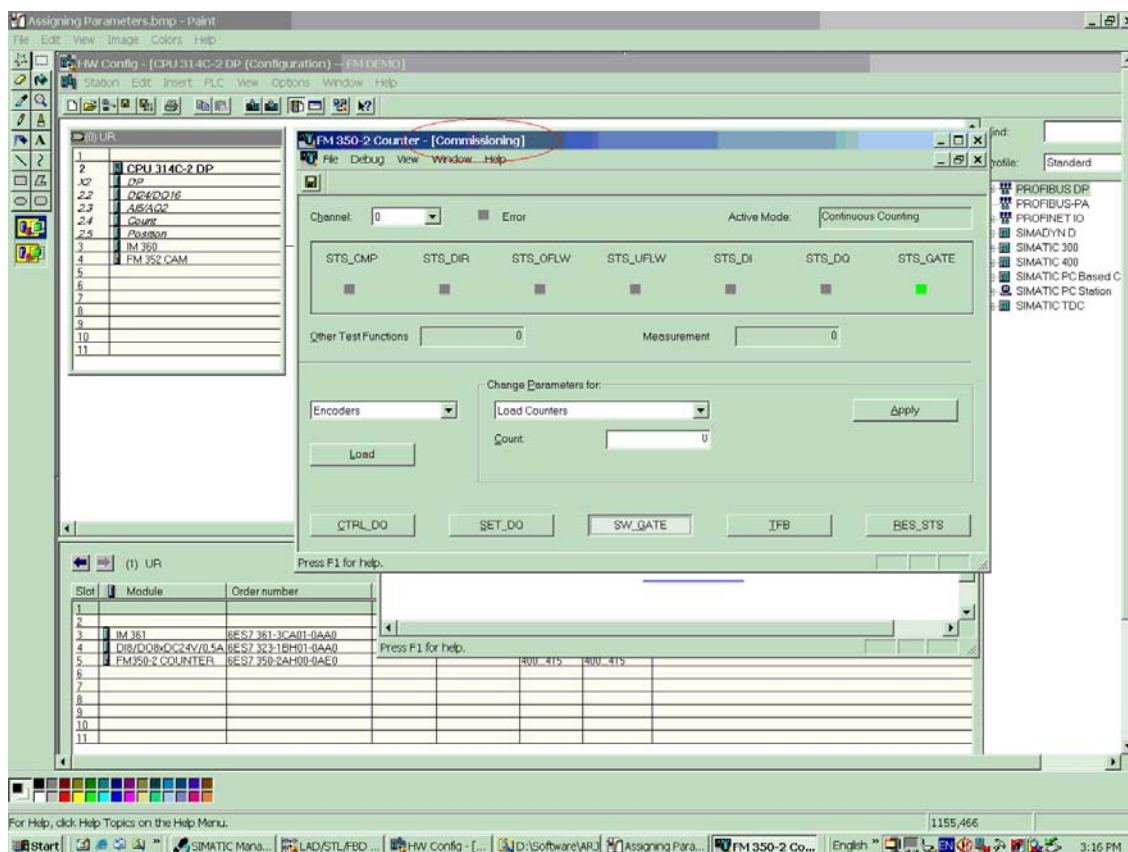 Assigning Parameters.bmp - Paint
File Edit View Image Colors Help
HW Config - [CPU 314C-2 DP (Configuration) -- FM DEMO]
Station Edit Insert PLC View Options Window Help
(0) UR
1
2 CPU 314C-2 DP
X2 DP
2.2 DI24/DO16
2.3 AI5/AO2
2.4 Count
2.5 Position
3 IM 360
4 FM 352 CAM
5
6
7
8
9
10
11
FM 350-2 Counter - [Commissioning]
File Debug View Window Help
Channel: 0 Error Active Mode: Continuous Counting
STS_CMP STS_DIR STS_OFLW STS_UFLW STS_DI STS_DQ STS_GATE
Other Test Functions 0 Measurement 0
Change Parameters for:
Encoders Load Counters Apply
Count: 0
Load
CTRL_DQ SET_DQ SW_GATE TFB RES_STS
Press F1 for help.
Find:
Profile: Standard
PROFIBUS DP
PROFIBUS-PA
PROFINET IO
SIMADYN D
SIMATIC 300
SIMATIC 400
SIMATIC PC Based C
SIMATIC PC Station
SIMATIC TDC
(1) UR
Slot Module Order number
1
2
3 IM 361 6ES7 361-3CA01-0AA0
4 DI8/DO8xDC24V/0,5A 6ES7 323-1BH01-0AA0
5 FM350-2 COUNTER 6ES7 350-2AH00-0AE0 400...415 400...415
6
7
8
9
10
11
Press F1 for help.
For Help, click Help Topics on the Help Menu.
1155,466
Start SIMATIC Mana... LAD/STL/FBD ... HW Config - [... D:\Software\ARJ Assigning Para... FM 350-2 Co... English EN 3:16 PM